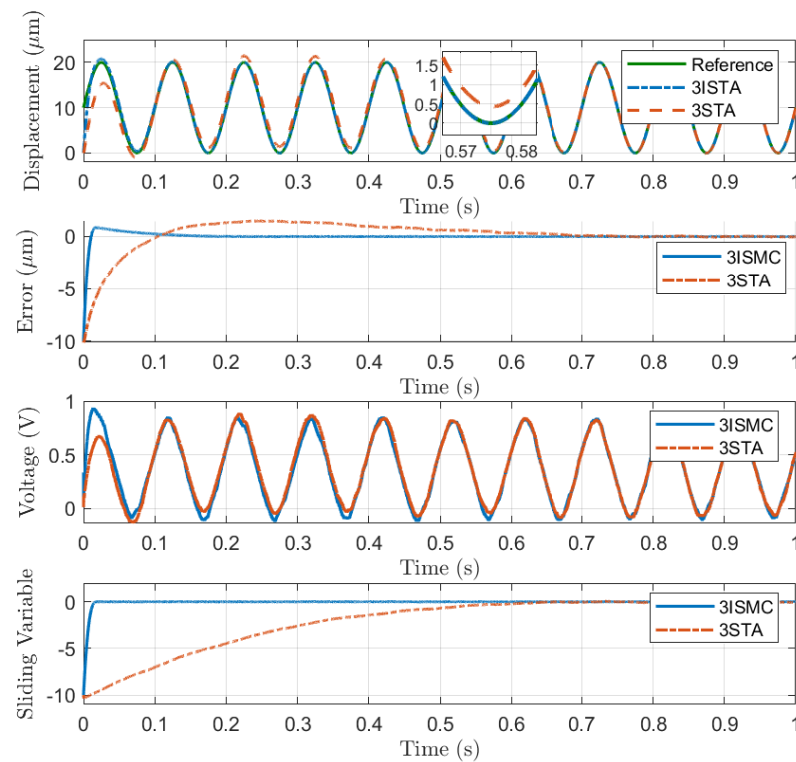 Displacement (μm)
20
10
0
1.5
1
0.5
0
0.57 0.58
Reference
3ISTA
3STA
0 0.1 0.2 0.3 0.4 0.5 0.6 0.7 0.8 0.9 1
Time (s)
Error (μm)
0
-5
-10
3ISMC
3STA
0 0.1 0.2 0.3 0.4 0.5 0.6 0.7 0.8 0.9 1
Time (s)
Voltage (V)
1
0.5
0
3ISMC
3STA
0 0.1 0.2 0.3 0.4 0.5 0.6 0.7 0.8 0.9 1
Time (s)
Sliding Variable
0
-5
-10
3ISMC
3STA
0 0.1 0.2 0.3 0.4 0.5 0.6 0.7 0.8 0.9 1
Time (s)